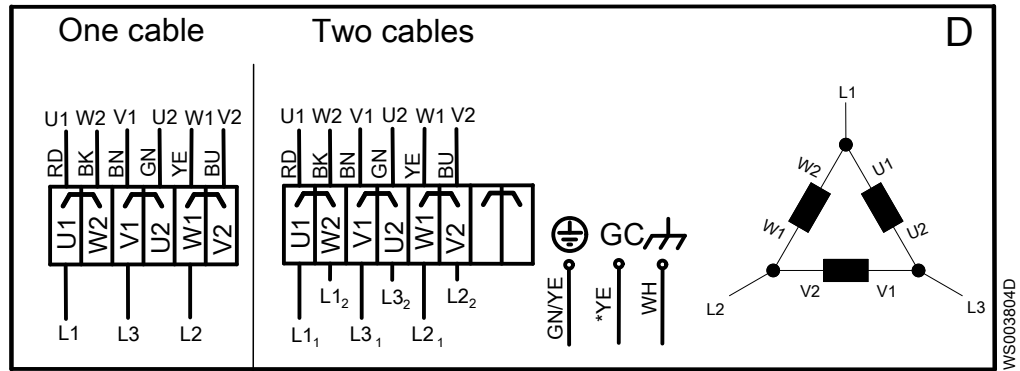 One cable
Two cables
D
U1 W2 V1 U2 W1 V2
RD BK BN GN YE BU
U1 W2 V1 U2 W1 V2
L1 L3 L2
U1 W2 V1 U2 W1 V2
RD BK BN GN YE BU
U1 W2 V1 U2 W1 V2
L1₂ L3₂ L2₂
L1₁ L3₁ L2₁
GC
GN/YE *YE WH
L1
W2 U1
W1 U2
V2 V1
L2 L3
WS003804D